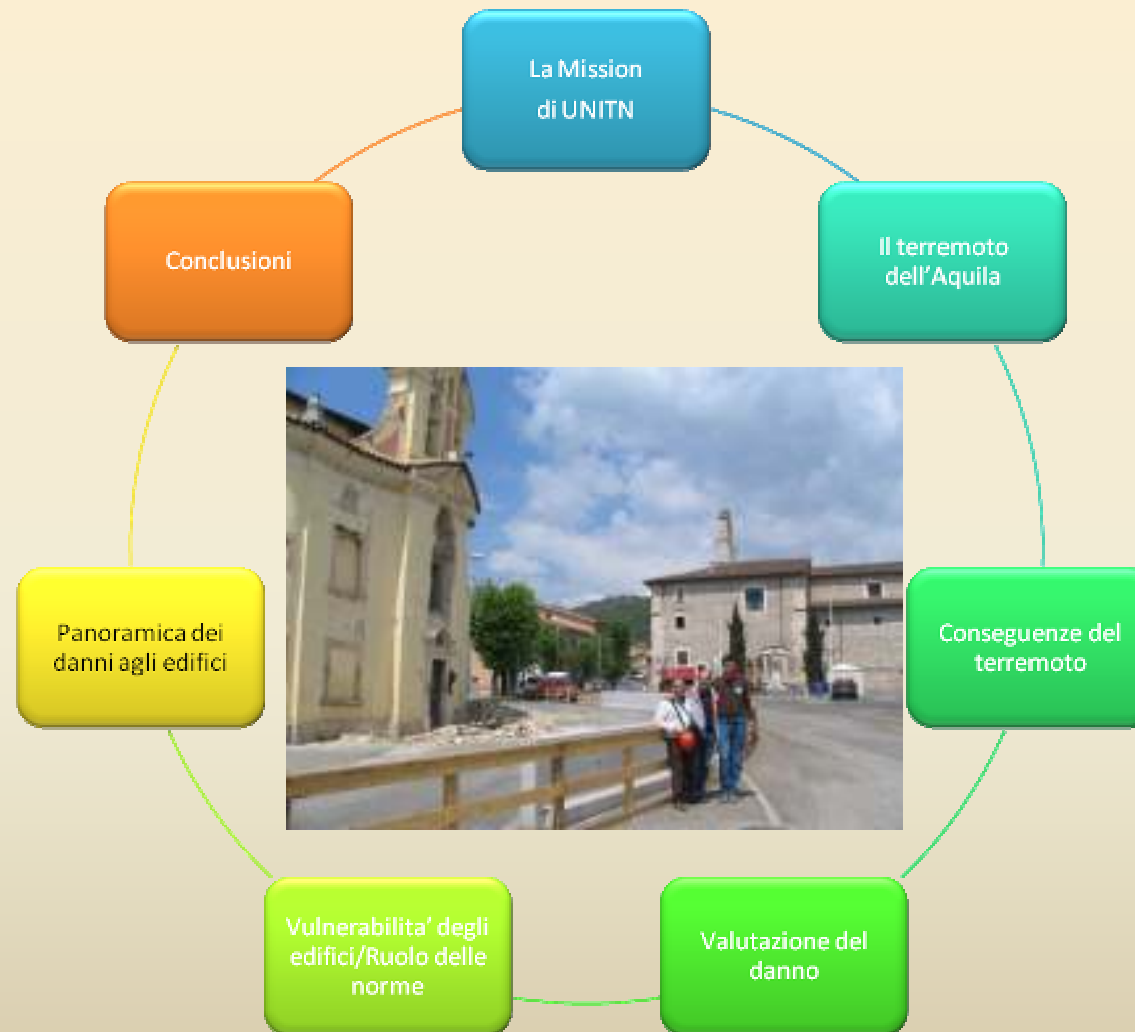 La Mission
di UNITN
Il terremoto
dell'Aquila
Conseguenze del
terremoto
Valutazione del
danno
Vulnerabilita' degli
edifici/Ruolo delle
norme
Panoramica dei
danni agli edifici
Conclusioni